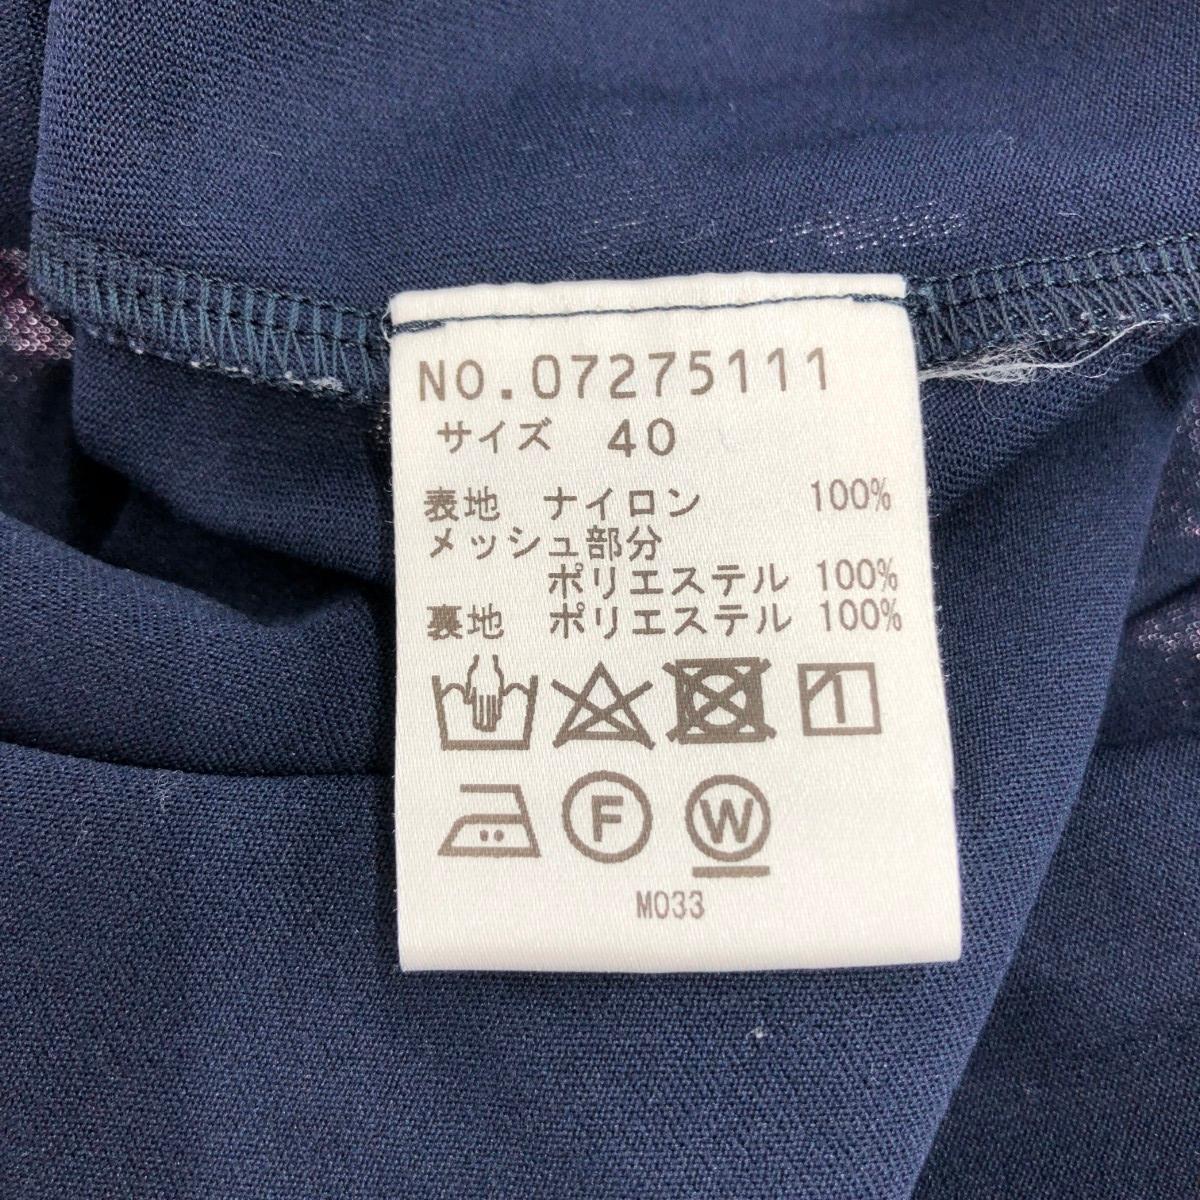 NO.07275111
サイズ 40
表地 ナイロン 100%
メッシュ部分
ポリエステル 100%
裏地 ポリエステル 100%
F W
M033